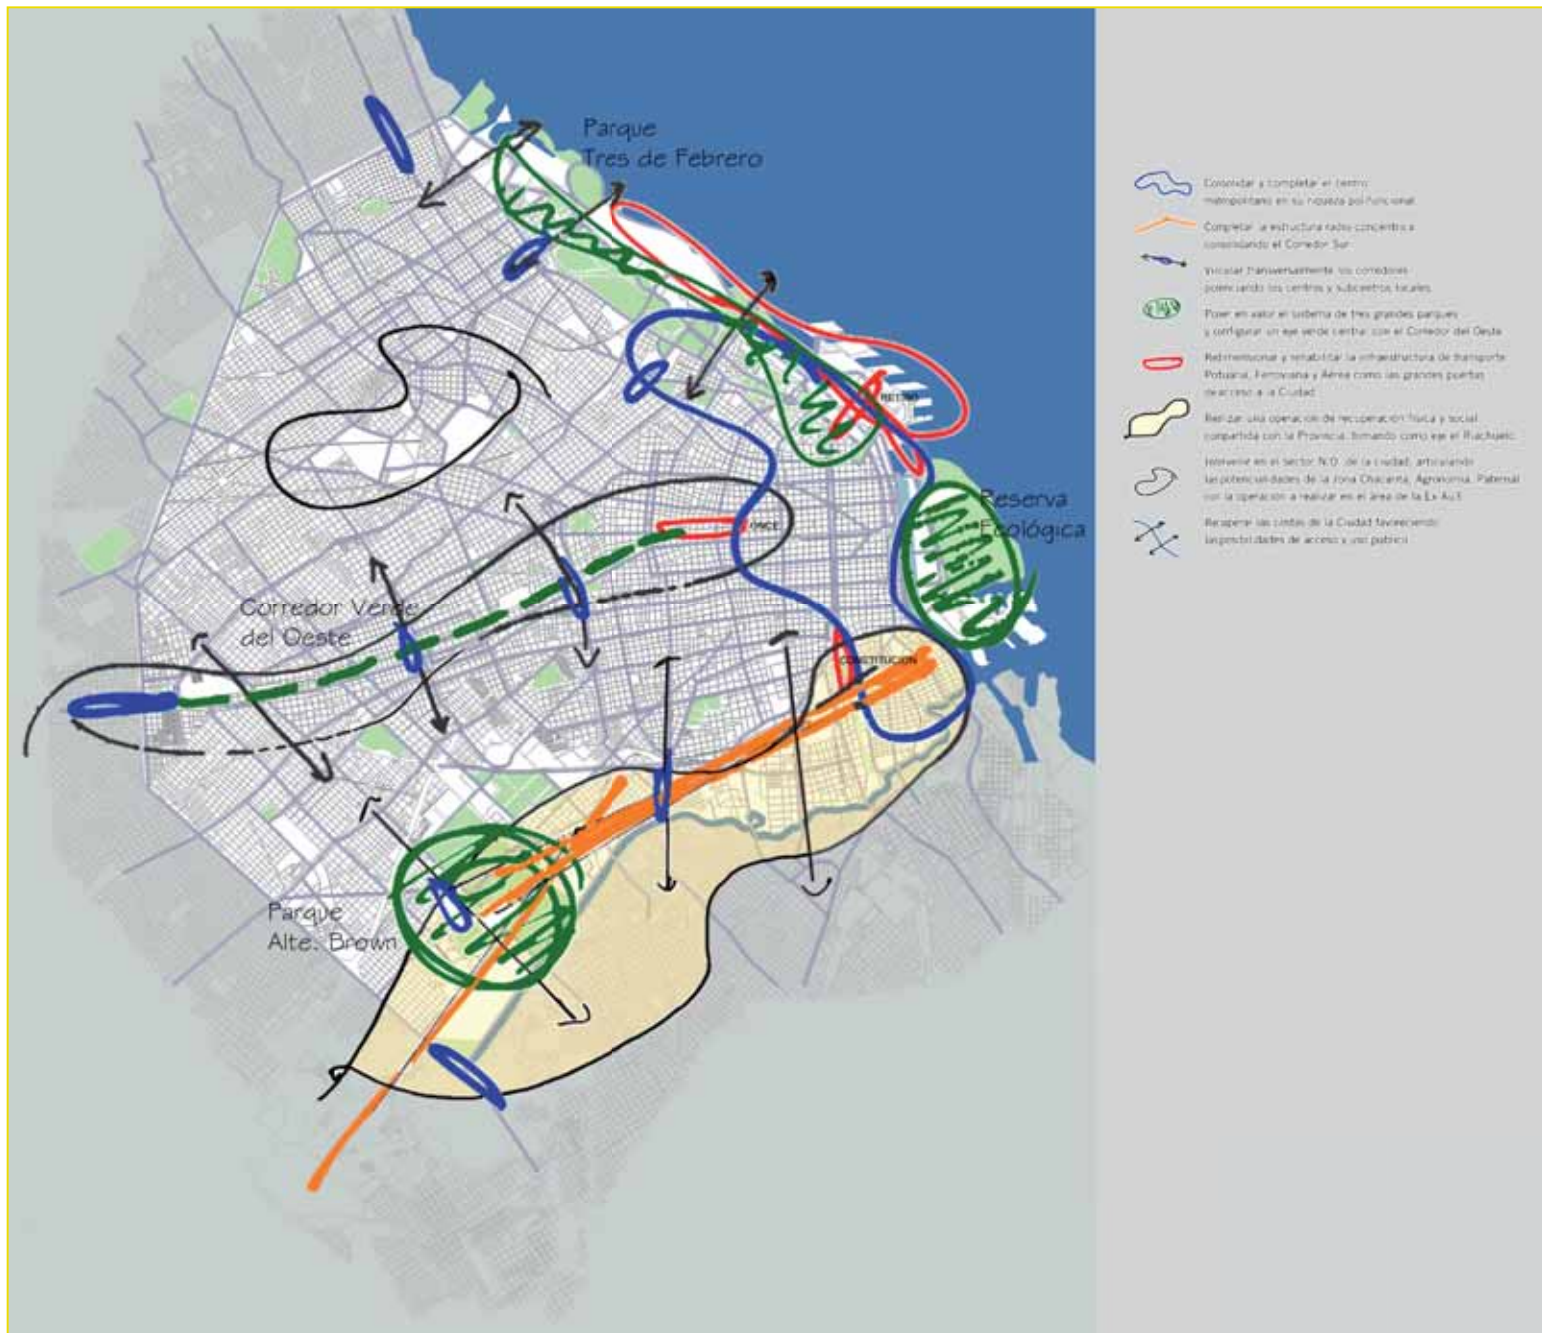 Parque
Tres de Febrero
RETIRO
Reserva
Ecológica
ONCE
Corredor Verde
del Oeste
CONSTITUCION
Parque
Alte. Brown
Consolidar y completar el centro
metropolitano en su riqueza poli-funcional
Completar la estructura radio concéntrica
consolidando el Corredor Sur
Vincular transversalmente los corredores
potenciando los centros y subcentros locales
Poner en valor el sistema de tres grandes parques
y configurar un eje verde central con el Corredor del Oeste
Redimensionar y rehabilitar la infraestructura de transporte
Portuaria, Ferroviaria y Aérea como las grandes puertas
de acceso a la Ciudad
Realizar una operación de recuperación física y social
compartida con la Provincia, tomando como eje el Riachuelo
Intervenir en el sector N.O. de la ciudad, articulando
las potencialidades de la zona Chacarita, Agronomía, Paternal
con la operación a realizar en el área de la Ex Au3
Recuperar las costas de la Ciudad favoreciendo
las posibilidades de acceso y uso público